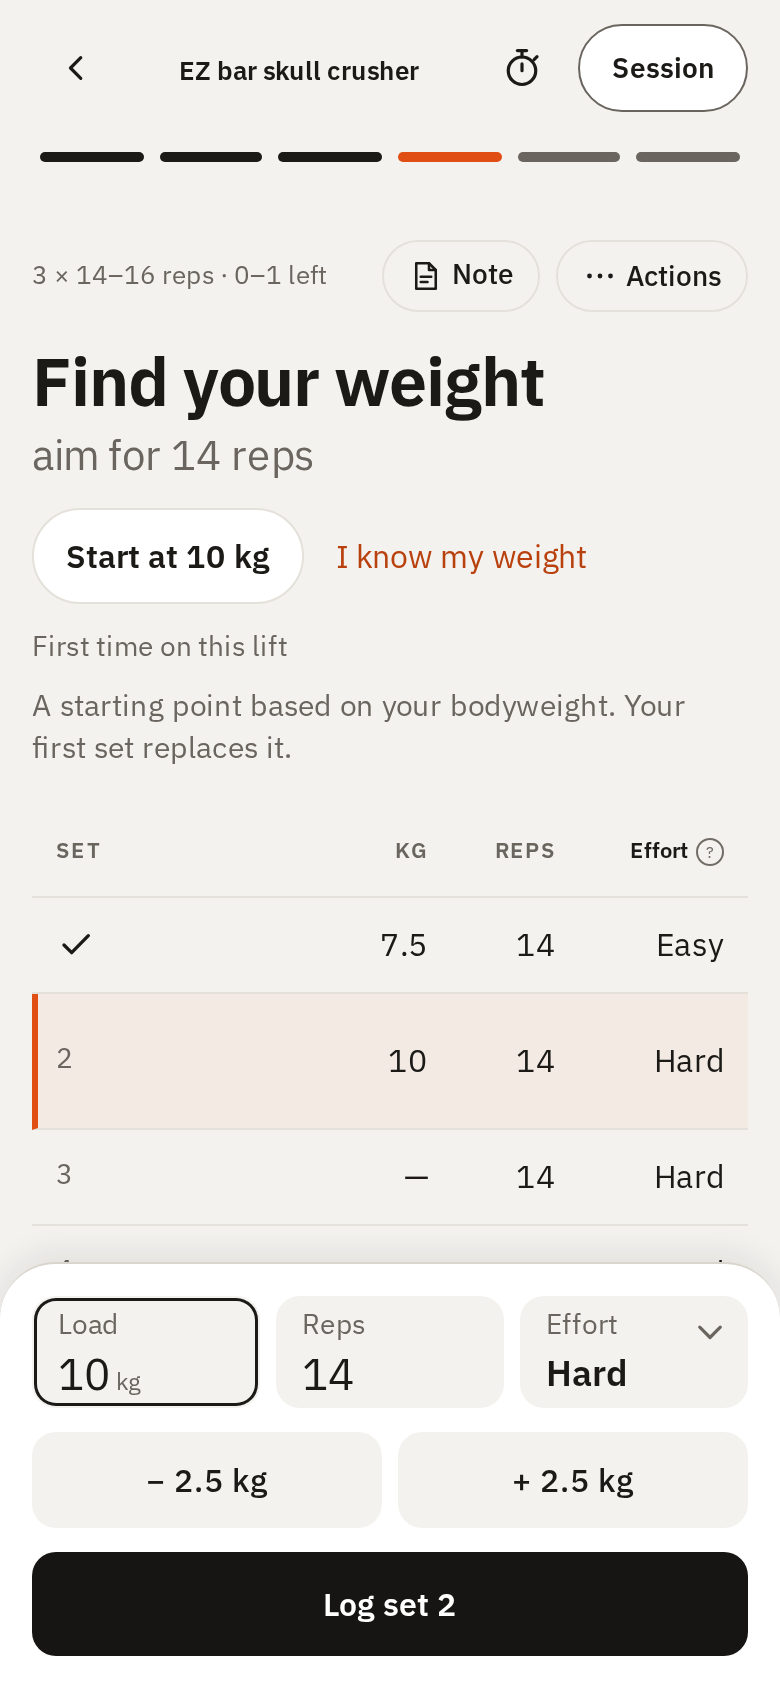 EZ bar skull crusher
Session
3 × 14–16 reps · 0–1 left
Note
··· Actions
Find your weight
aim for 14 reps
Start at 10 kg
I know my weight
First time on this lift
A starting point based on your bodyweight. Your
first set replaces it.
SET KG REPS Effort ?
7.5 14 Easy
2 10 14 Hard
3 — 14 Hard
Load Reps Effort
10 kg 14 Hard
– 2.5 kg + 2.5 kg
Log set 2